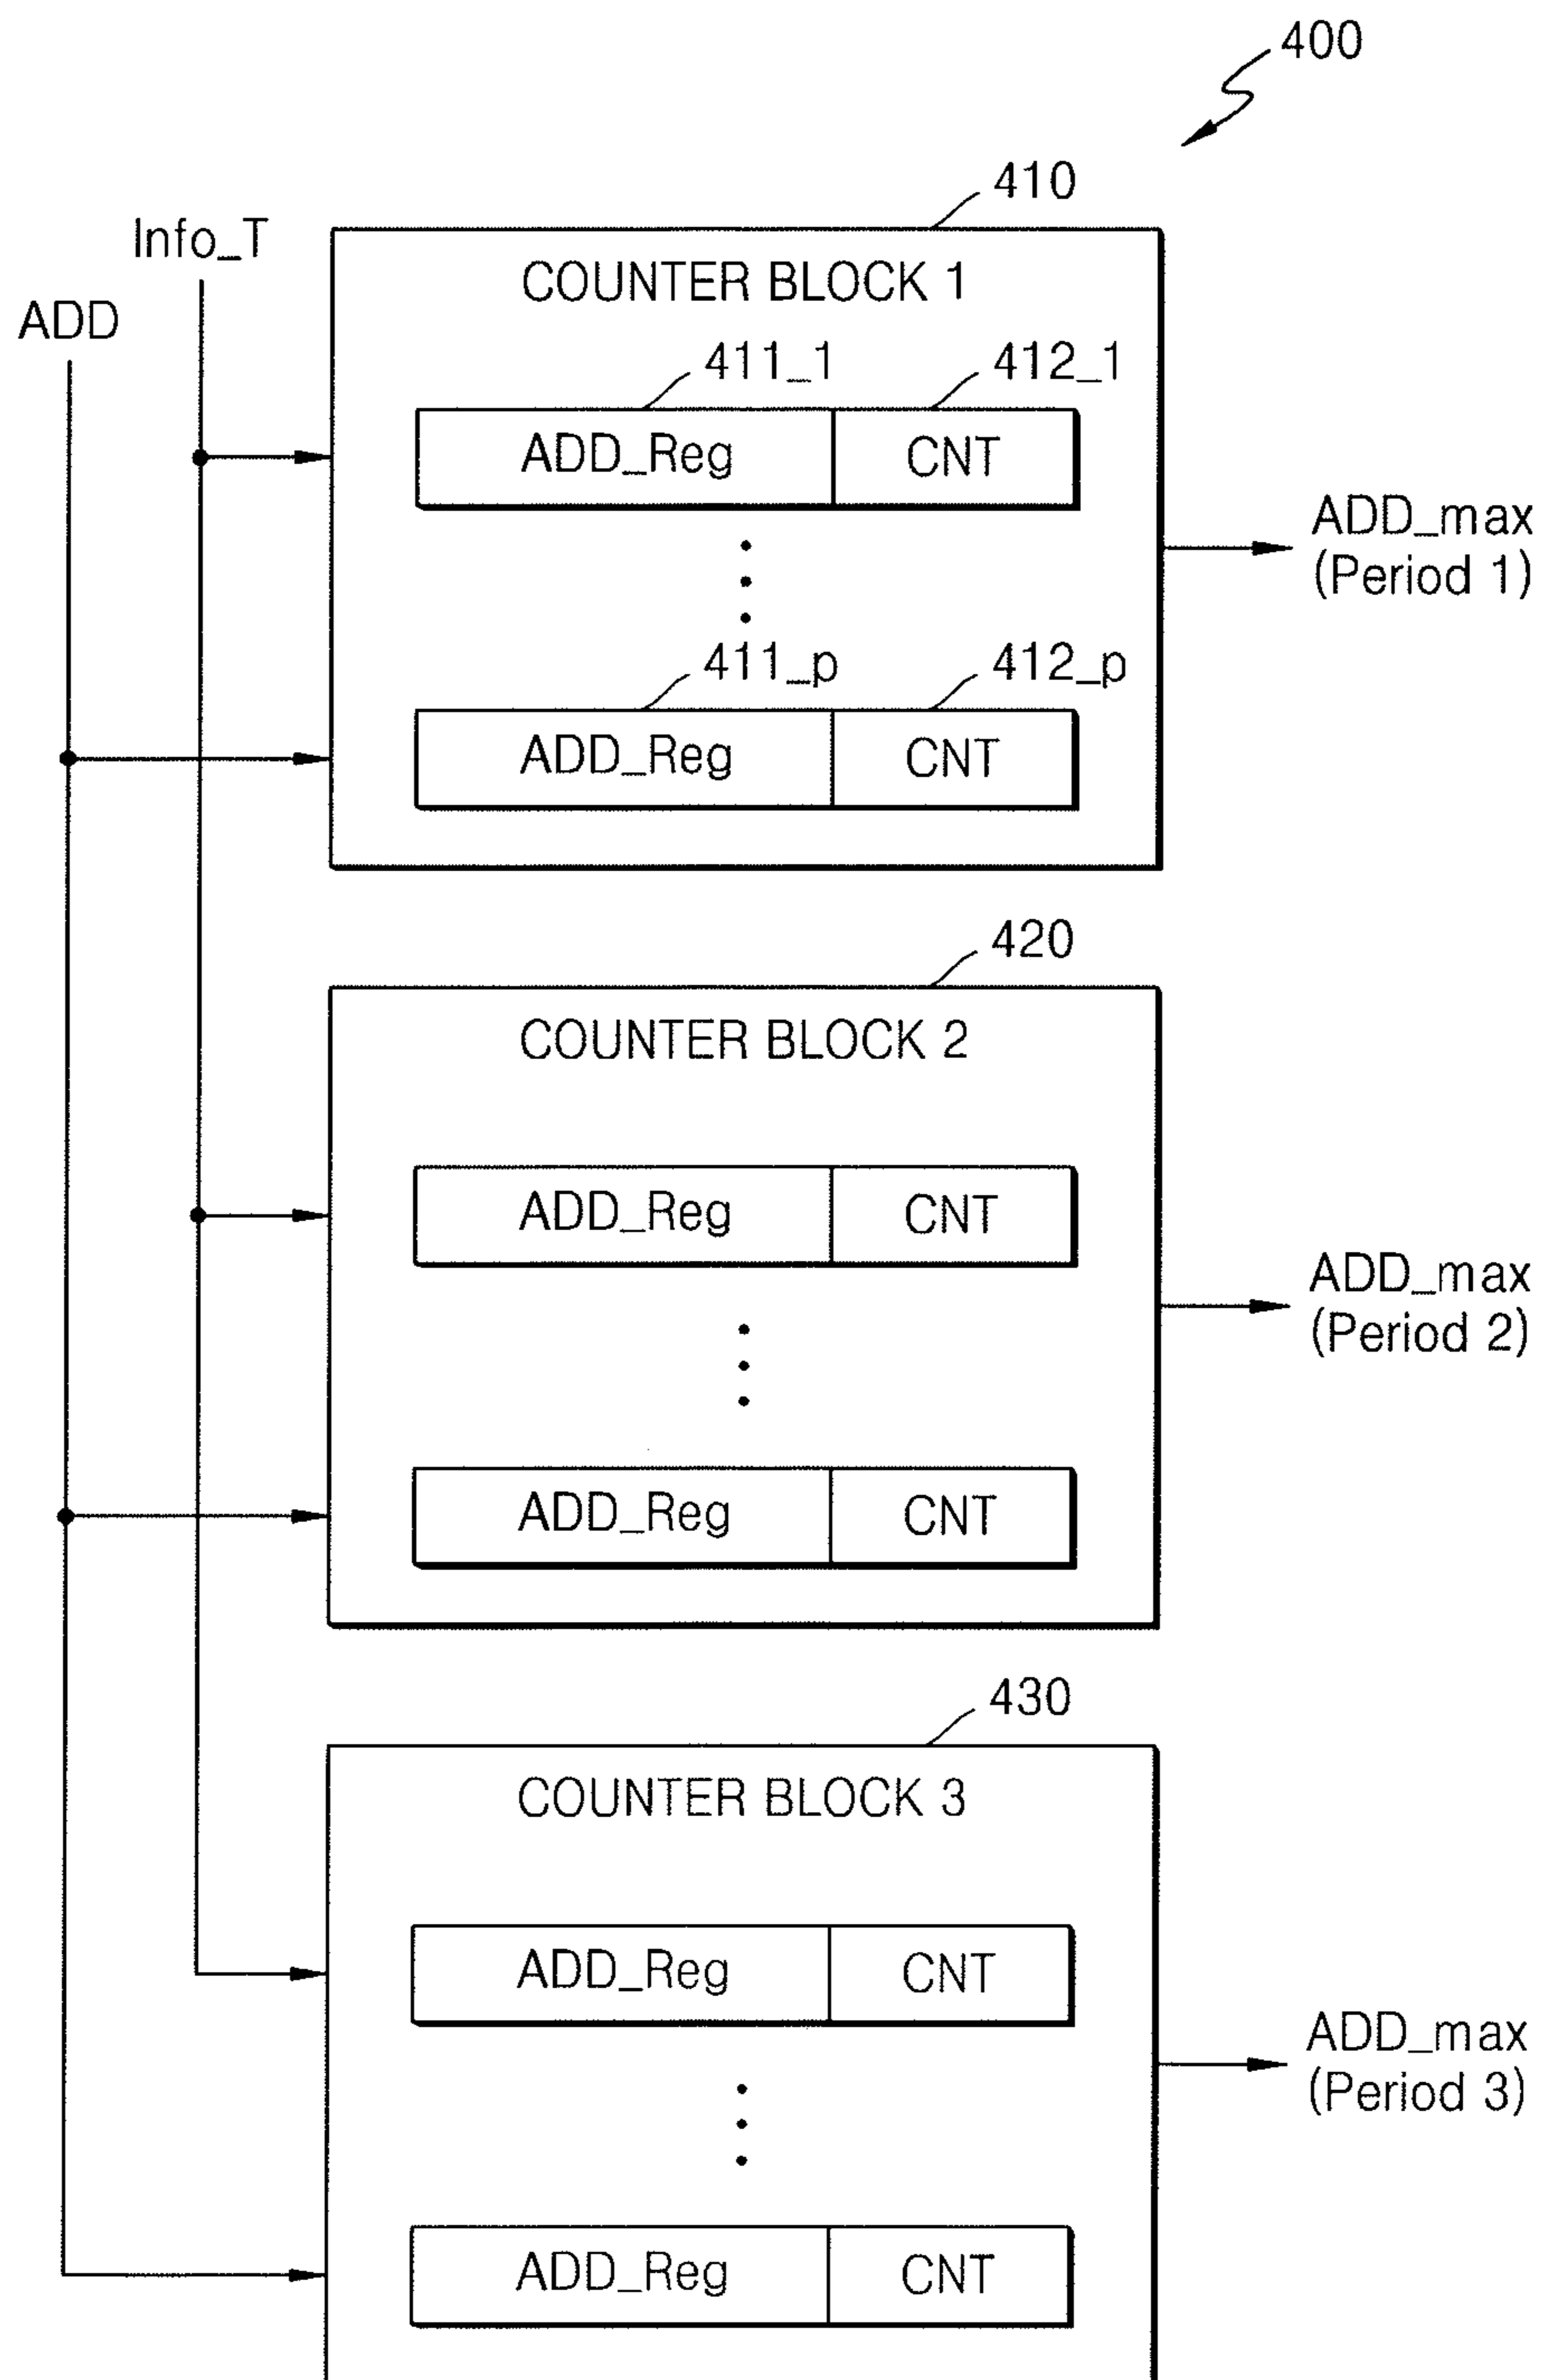 400
410
Info_T
ADD
COUNTER BLOCK 1
411_1
412_1
ADD_Reg
CNT
ADD_max
(Period 1)
411_p
412_p
ADD_Reg
CNT
420
COUNTER BLOCK 2
ADD_Reg
CNT
ADD_max
(Period 2)
ADD_Reg
CNT
430
COUNTER BLOCK 3
ADD_Reg
CNT
ADD_max
(Period 3)
ADD_Reg
CNT